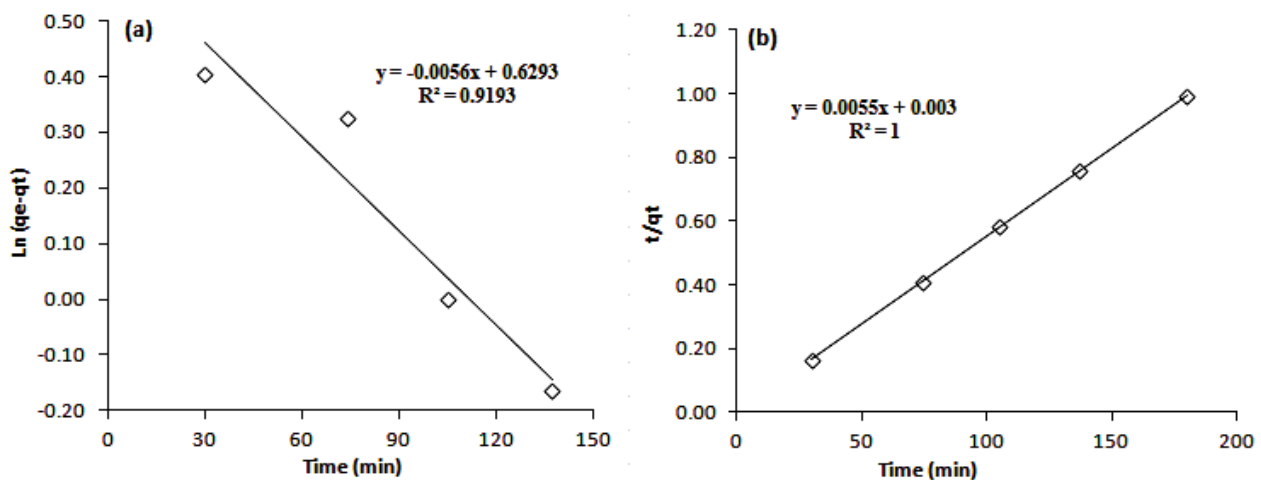 (a)
y = -0.0056x + 0.6293
R² = 0.9193
Ln (qe-qt)
0.50
0.40
0.30
0.20
0.10
0.00
-0.10
-0.20
0 30 60 90 120 150
Time (min)
(b)
y = 0.0055x + 0.003
R² = 1
t/qt
1.20
1.00
0.80
0.60
0.40
0.20
0.00
0 50 100 150 200
Time (min)